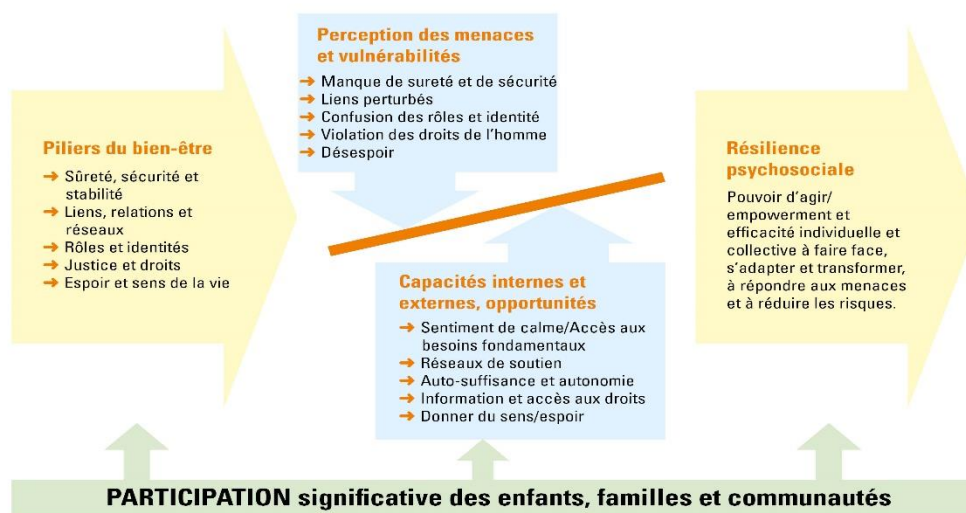 Piliers du bien-être
➔ Sûreté, sécurité et
stabilité
➔ Liens, relations et
réseaux
➔ Rôles et identités
➔ Justice et droits
➔ Espoir et sens de la vie
Perception des menaces
et vulnérabilités
➔ Manque de sureté et de sécurité
➔ Liens perturbés
➔ Confusion des rôles et identité
➔ Violation des droits de l'homme
➔ Désespoir
Capacités internes et
externes, opportunités
➔ Sentiment de calme/Accès aux
besoins fondamentaux
➔ Réseaux de soutien
➔ Auto-suffisance et autonomie
➔ Information et accès aux droits
➔ Donner du sens/espoir
Résilience
psychosociale
Pouvoir d'agir/
empowerment et
efficacité individuelle et
collective à faire face,
s'adapter et transformer,
à répondre aux menaces
et à réduire les risques.
PARTICIPATION significative des enfants, familles et communautés